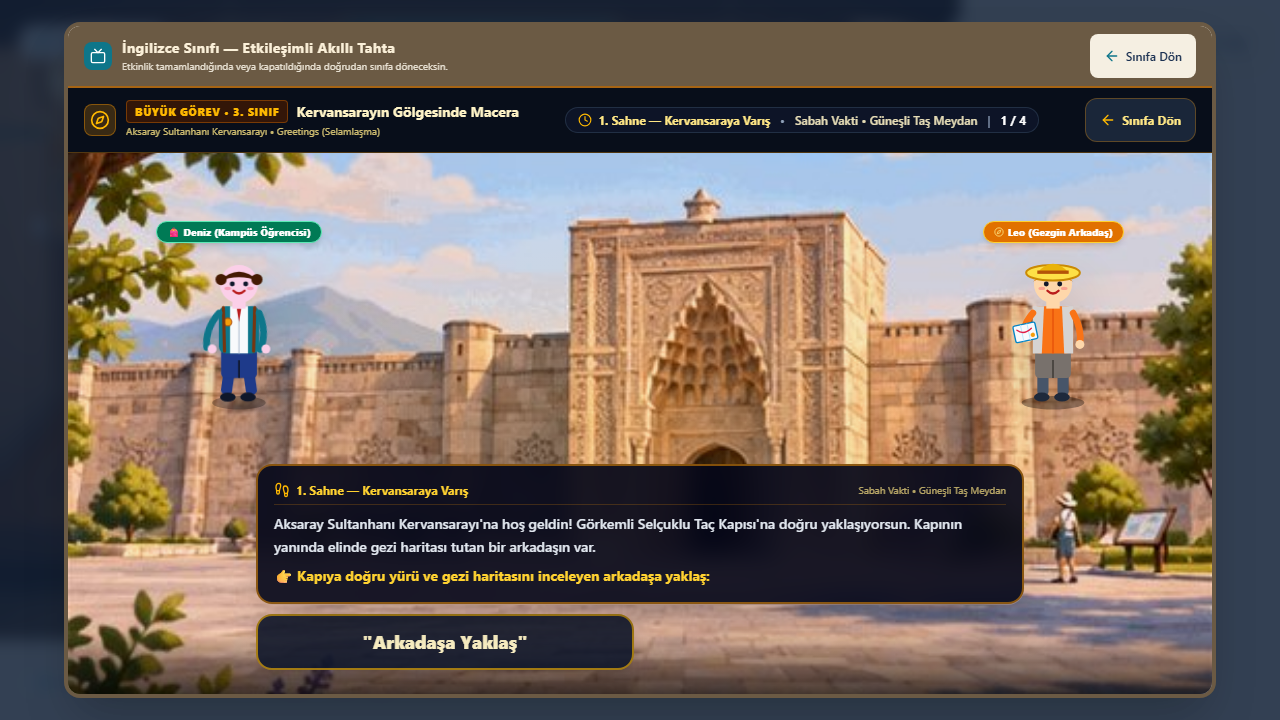 İngilizce Sınıfı — Etkileşimli Akıllı Tahta
Etkinlik tamamlandığında veya kapatıldığında doğrudan sınıfa döneceksin.
Sınıfa Dön
BÜYÜK GÖREV • 3. SINIF Kervansarayın Gölgesinde Macera
Aksaray Sultanhanı Kervansarayı • Greetings (Selamlaşma)
1. Sahne — Kervansaraya Varış • Sabah Vakti • Güneşli Taş Meydan | 1 / 4
Sınıfa Dön
Deniz (Kampüs Öğrencisi)
Leo (Gezgin Arkadaş)
1. Sahne — Kervansaraya Varış
Sabah Vakti • Güneşli Taş Meydan
Aksaray Sultanhanı Kervansarayı'na hoş geldin! Görkemli Selçuklu Taç Kapısı'na doğru yaklaşıyorsun. Kapının
yanında elinde gezi haritası tutan bir arkadaşın var.
👉 Kapıya doğru yürü ve gezi haritasını inceleyen arkadaşa yaklaş:
"Arkadaşa Yaklaş"